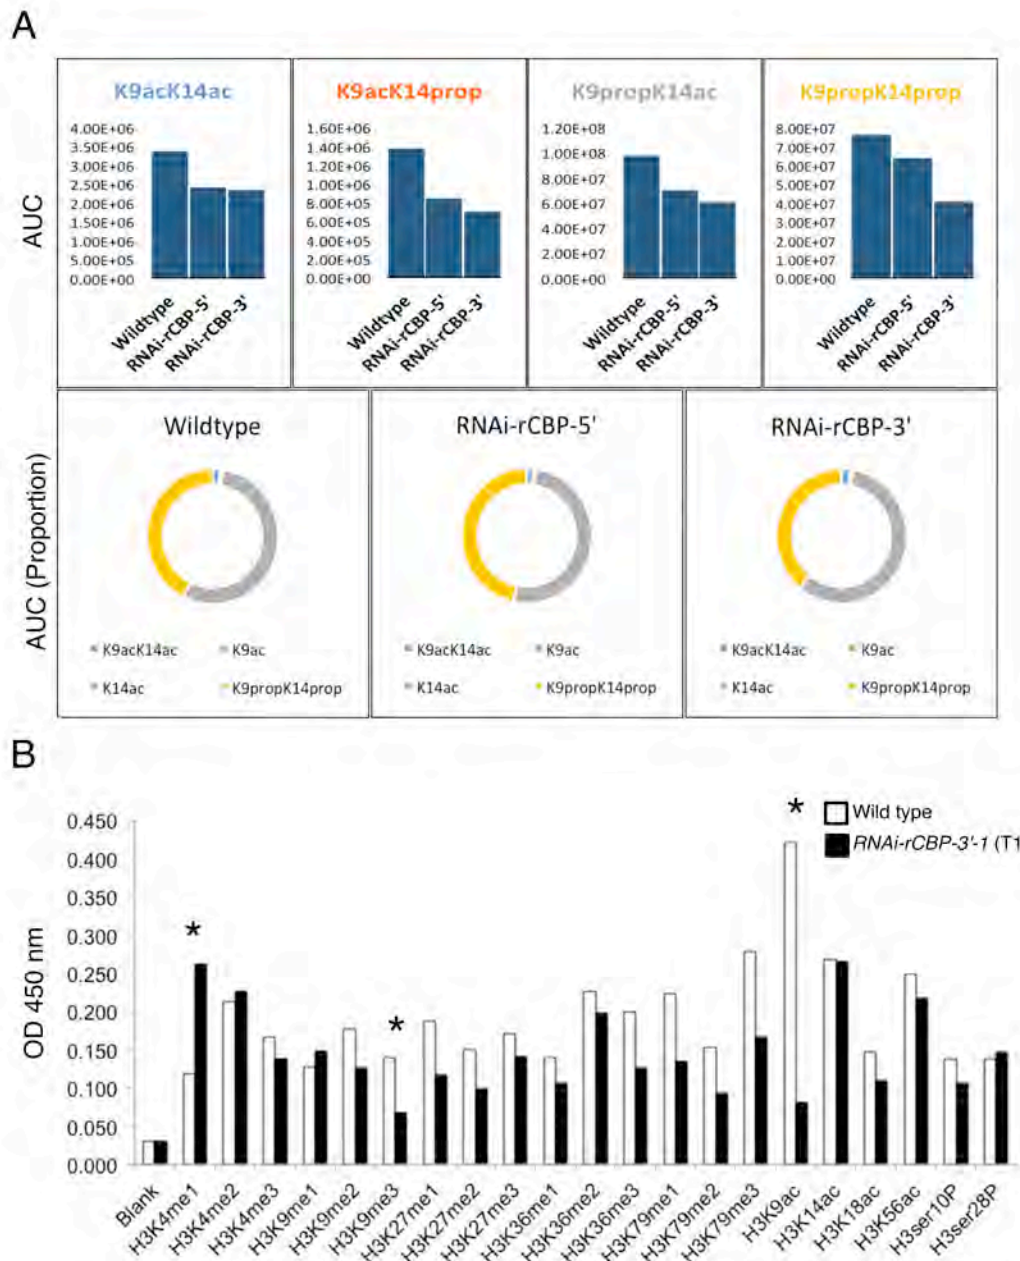 A
K9acK14ac
K9acK14prop
K9propK14ac
K9propK14prop
AUC
4.00E+06
3.50E+06
3.00E+06
2.50E+06
2.00E+06
1.50E+06
1.00E+06
5.00E+05
0.00E+00
1.60E+06
1.40E+06
1.20E+06
1.00E+06
8.00E+05
6.00E+05
4.00E+05
2.00E+05
0.00E+00
1.20E+08
1.00E+08
8.00E+07
6.00E+07
4.00E+07
2.00E+07
0.00E+00
8.00E+07
7.00E+07
6.00E+07
5.00E+07
4.00E+07
3.00E+07
2.00E+07
1.00E+07
0.00E+00
Wildtype
RNAi-rCBP-5'
RNAi-rCBP-3'
Wildtype
RNAi-rCBP-5'
RNAi-rCBP-3'
Wildtype
RNAi-rCBP-5'
RNAi-rCBP-3'
Wildtype
RNAi-rCBP-5'
RNAi-rCBP-3'
AUC (Proportion)
Wildtype
K9acK14ac K9ac
K14ac K9propK14prop
RNAi-rCBP-5'
K9acK14ac K9ac
K14ac K9propK14prop
RNAi-rCBP-3'
K9acK14ac K9ac
K14ac K9propK14prop
B
OD 450 nm
0.450
0.400
0.350
0.300
0.250
0.200
0.150
0.100
0.050
0.000
*
*
*
Wild type
RNAi-rCBP-3'-1 (T1
Blank
H3K4me1
H3K4me2
H3K4me3
H3K9me1
H3K9me2
H3K9me3
H3K27me1
H3K27me2
H3K27me3
H3K36me1
H3K36me2
H3K36me3
H3K79me1
H3K79me2
H3K79me3
H3K9ac
H3K14ac
H3K18ac
H3K56ac
H3ser10P
H3ser28P